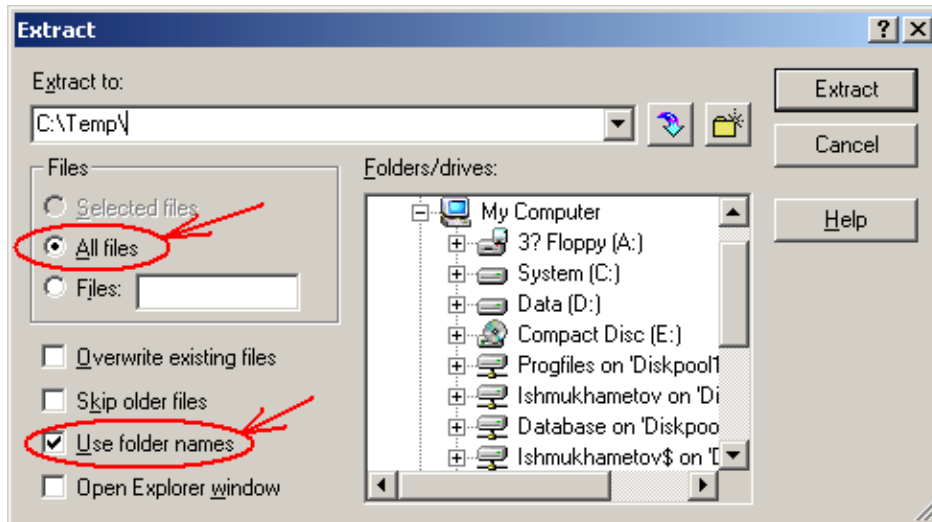 Extract
Extract to:
C:\Temp\
Extract
Cancel
Help
Files
Selected files
All files
Files:
Overwrite existing files
Skip older files
Use folder names
Open Explorer window
Folders/drives:
My Computer
3? Floppy (A:)
System (C:)
Data (D:)
Compact Disc (E:)
Progfiles on 'Diskpool1
Ishmukhametov on 'Di
Database on 'Diskpoo
Ishmukhametov$ on 'D